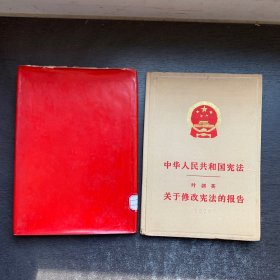 中华人民共和国宪法
叶剑英
关于修改宪法的报告